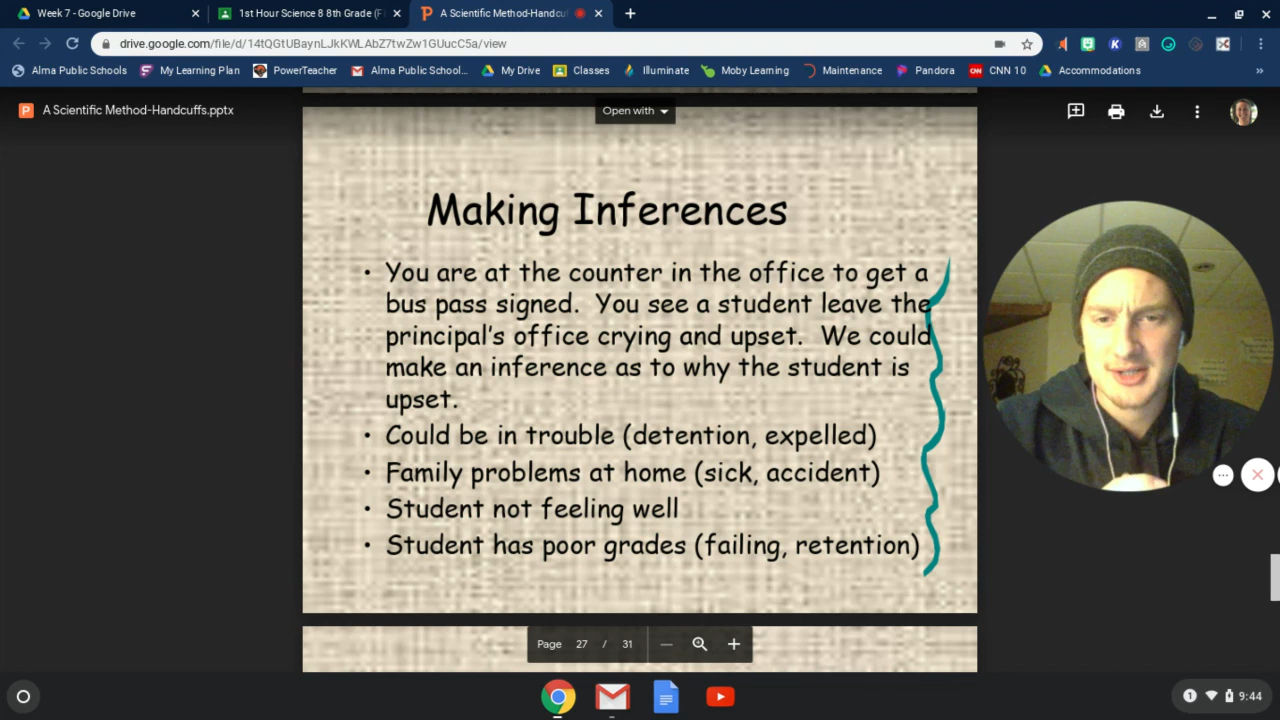 Week 7 - Google Drive
1st Hour Science 8 8th Grade (F
A Scientific Method-Handcuf
drive.google.com/file/d/14tQGtUBaynLJkKWLAbZ7twZw1GUucC5a/view
Alma Public Schools
My Learning Plan
PowerTeacher
Alma Public School...
My Drive
Classes
Illuminate
Moby Learning
Maintenance
Pandora
CNN 10
Accommodations
»
P A Scientific Method-Handcuffs.pptx
Open with
Making Inferences
• You are at the counter in the office to get a
bus pass signed. You see a student leave the
principal's office crying and upset. We could
make an inference as to why the student is
upset.
• Could be in trouble (detention, expelled)
• Family problems at home (sick, accident)
• Student not feeling well
• Student has poor grades (failing, retention)
Page 27 / 31
1 9:44